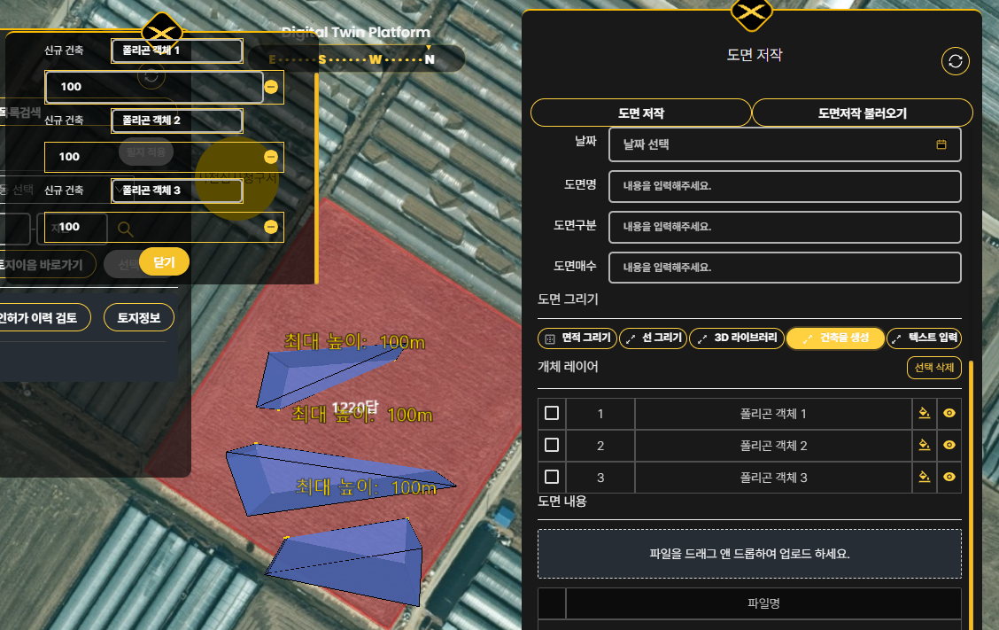 Digital Twin Platform
E S W N
신규 건축 폴리곤 객체 1
100
목록검색
신규 건축 폴리곤 객체 2
필지 적용
100
사전심사청구서
동 선택
신규 건축 폴리곤 객체 3
100
토지이음 바로가기
닫기
인허가 이력 검토 토지정보
최대 높이: 100m
1220답
최대 높이: 100m
최대 높이: 100m
도면 저작
도면 저작 도면저작 불러오기
날짜 날짜 선택
도면명 내용을 입력해주세요.
도면구분 내용을 입력해주세요.
도면매수 내용을 입력해주세요.
도면 그리기
면적 그리기 선 그리기 3D 라이브러리 건축물 생성 텍스트 입력
개체 레이어 선택 삭제
1 폴리곤 객체 1
2 폴리곤 객체 2
3 폴리곤 객체 3
도면 내용
파일을 드래그 앤 드롭하여 업로드 하세요.
파일명